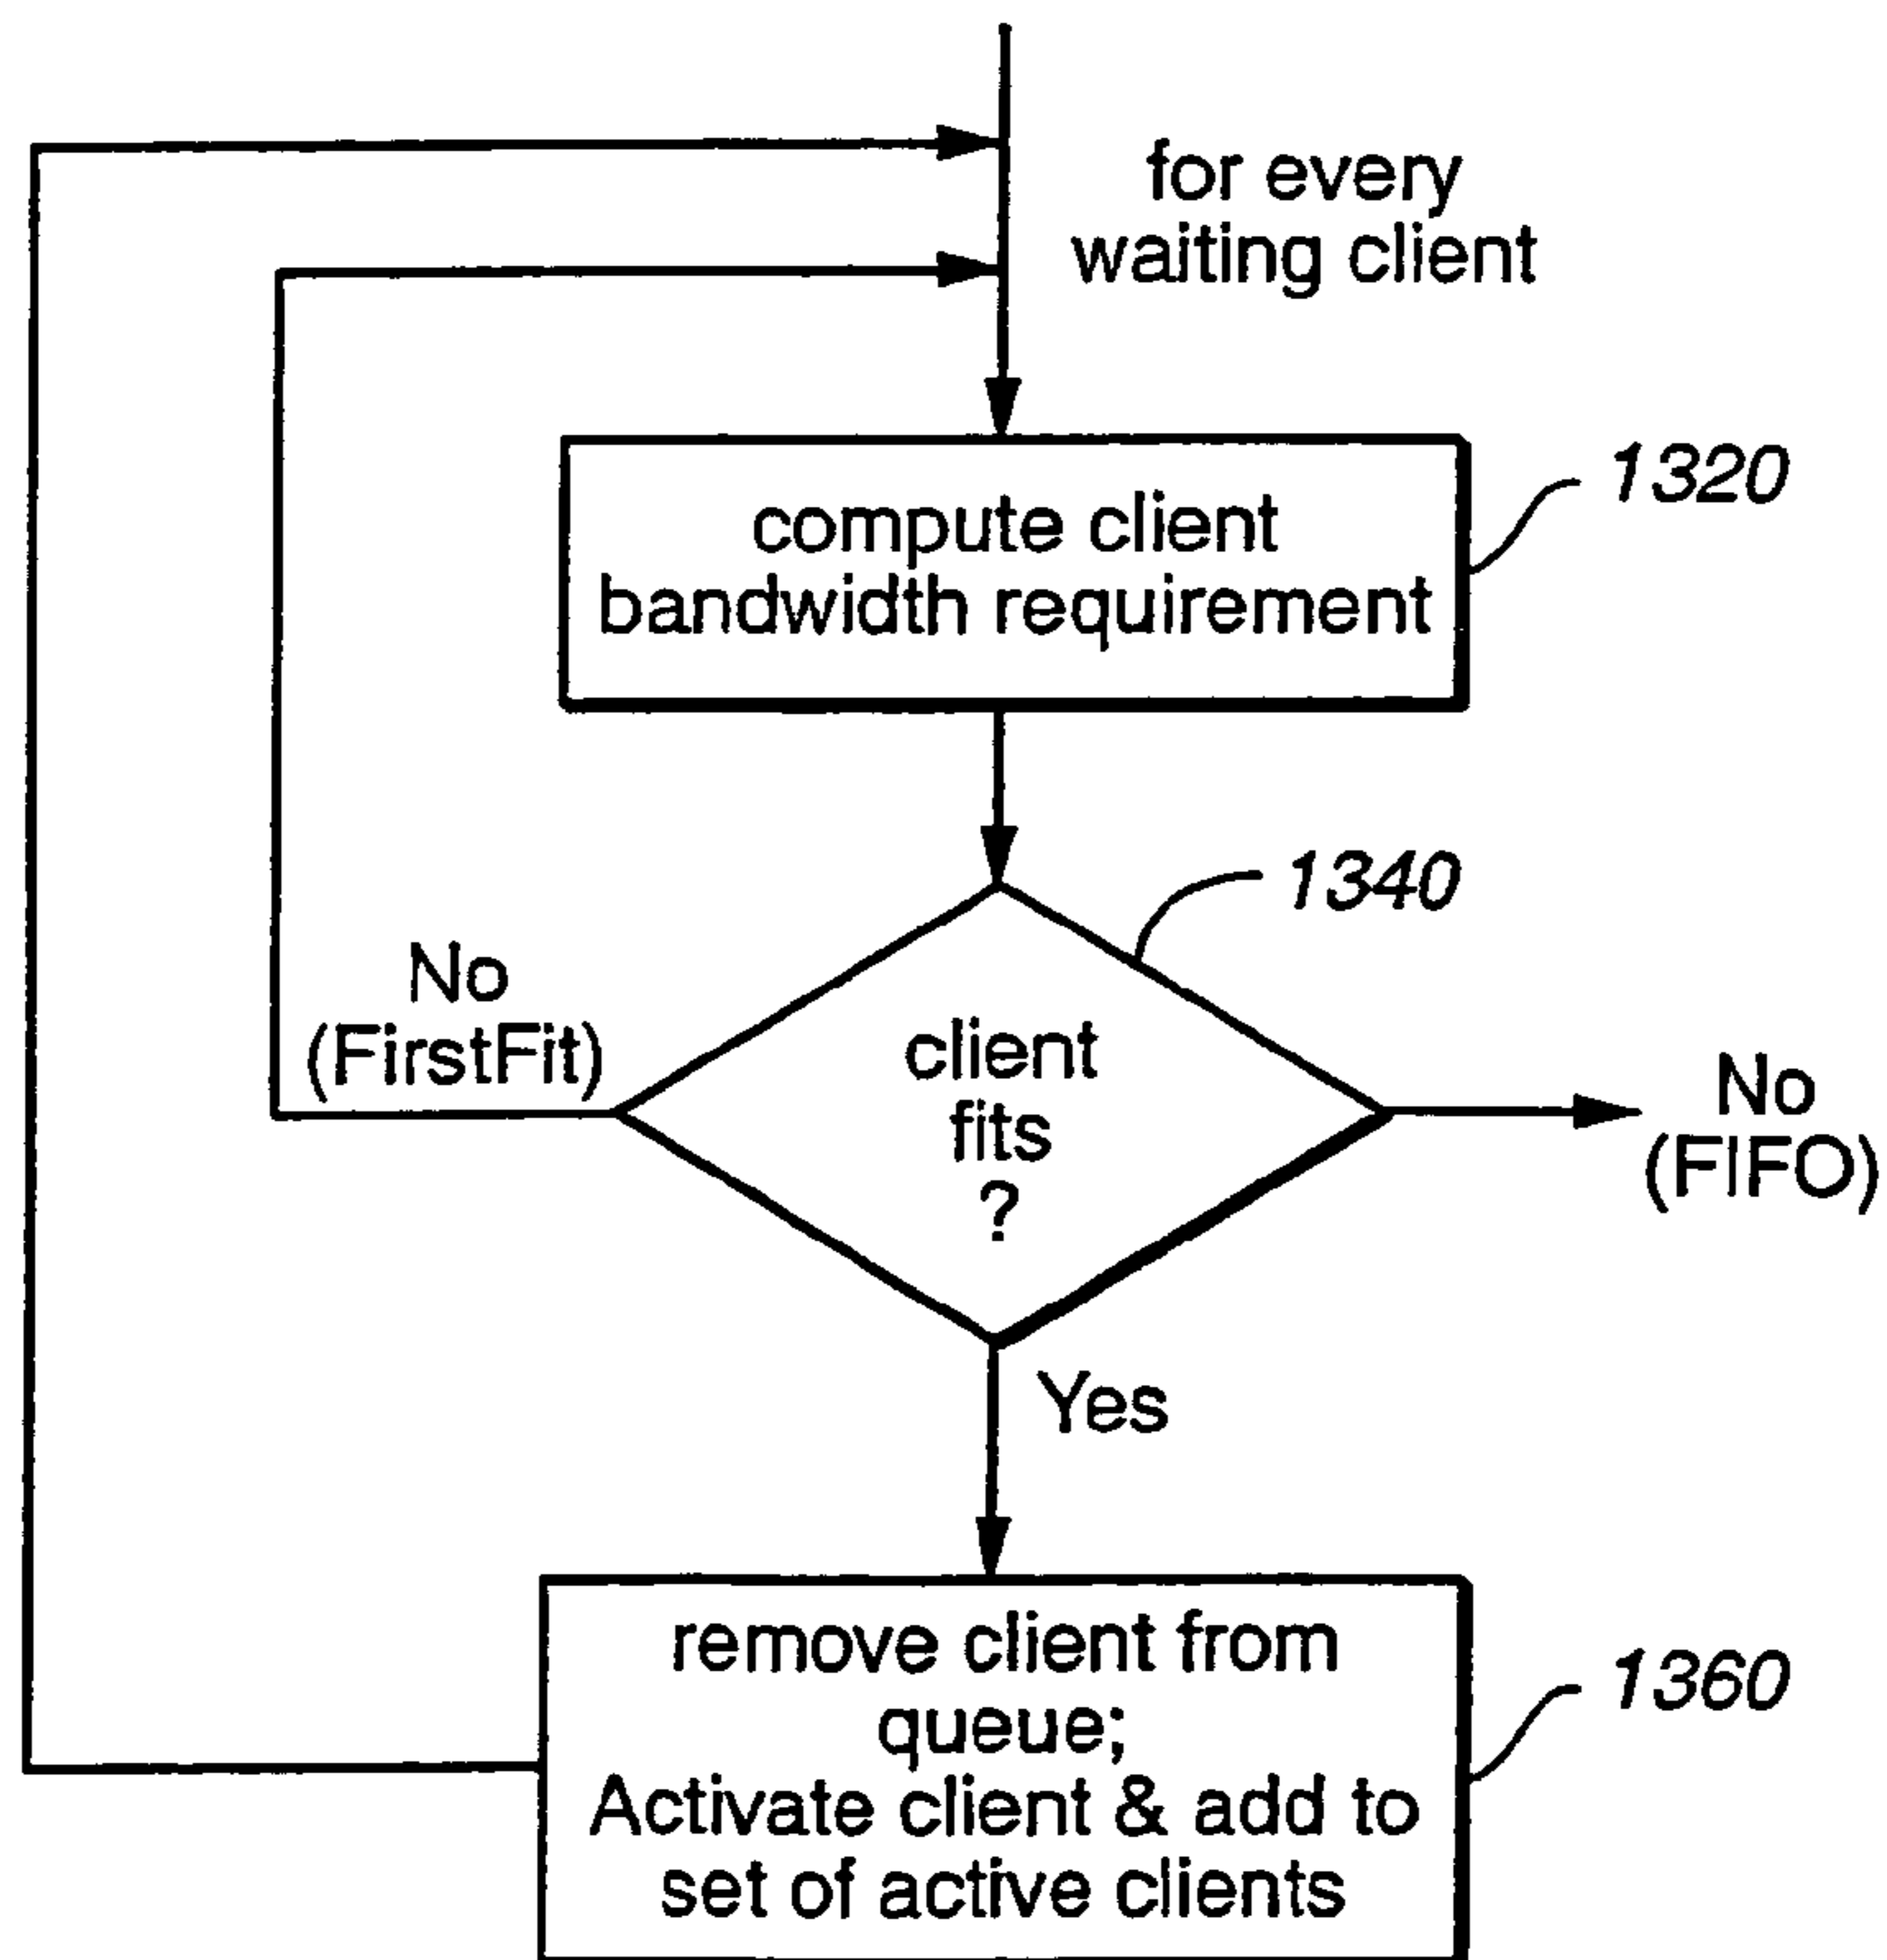 for every
waiting client
compute client
bandwidth requirement
1320
1340
No
(FirstFit)
client
fits
?
No
(FIFO)
Yes
remove client from
queue;
Activate client & add to
set of active clients
1360